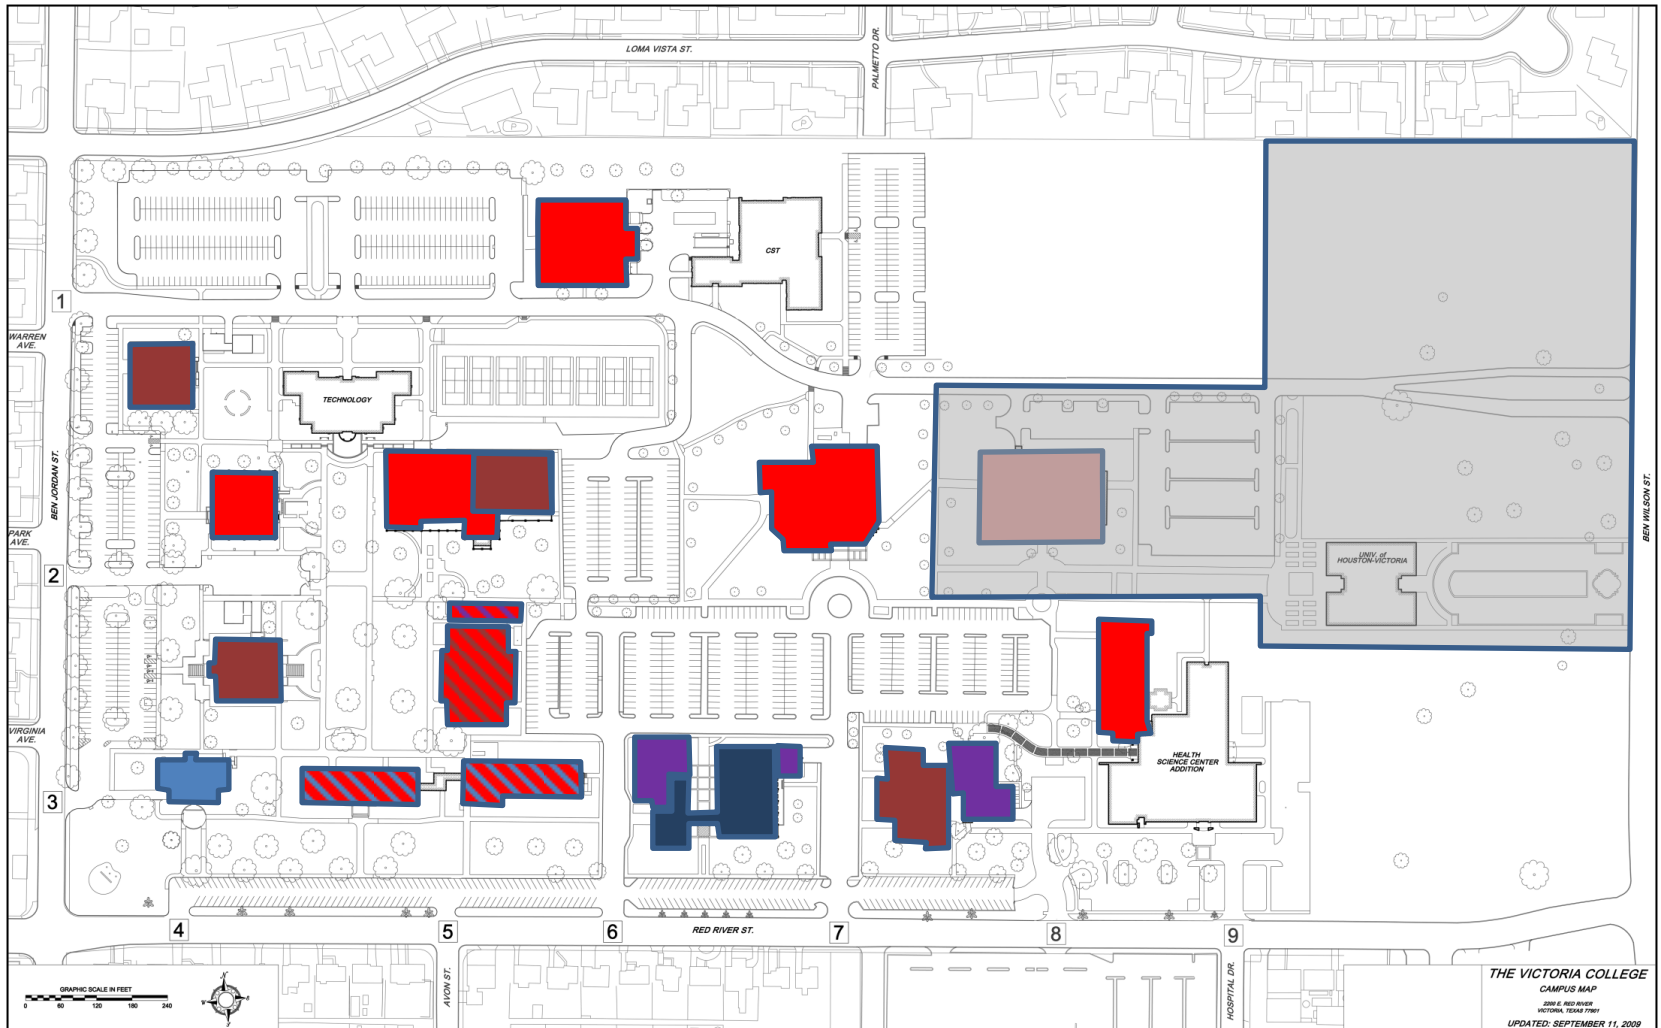 LOMA VISTA ST.
PALMETTO DR.
CST
1
WARREN
AVE.
TECHNOLOGY
BEN JORDAN ST.
PARK
AVE.
2
BEN WILSON ST.
UNIV. of
HOUSTON-VICTORIA
VIRGINIA
AVE.
3
HEALTH
SCIENCE CENTER
ADDITION
4
5
6
RED RIVER ST.
7
8
9
AVON ST.
HOSPITAL DR.
GRAPHIC SCALE IN FEET
0 60 120 180 240
N
W
E
S
THE VICTORIA COLLEGE
CAMPUS MAP
2200 E. RED RIVER
VICTORIA, TEXAS 77901
UPDATED: SEPTEMBER 11, 2009